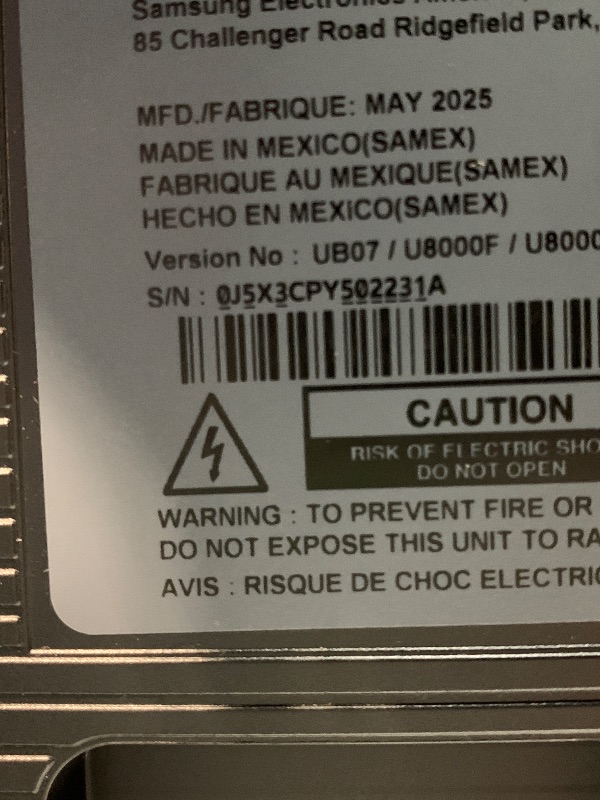 Samsung Electronics
85 Challenger Road Ridgefield Park,
MFD./FABRIQUE: MAY 2025
MADE IN MEXICO(SAMEX)
FABRIQUE AU MEXIQUE(SAMEX)
HECHO EN MEXICO(SAMEX)
Version No : UB07 / U8000F / U8000
S/N : 0J5X3CPY502231A
CAUTION
RISK OF ELECTRIC SHO
DO NOT OPEN
WARNING : TO PREVENT FIRE OR
DO NOT EXPOSE THIS UNIT TO RA
AVIS : RISQUE DE CHOC ELECTRI